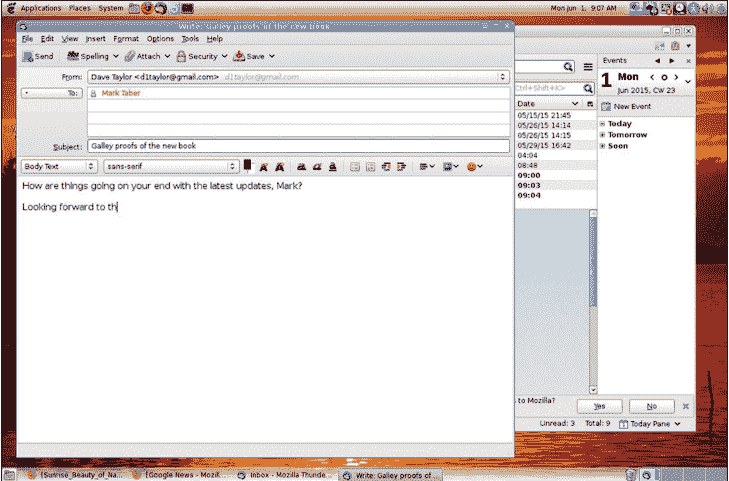 Applications Places System
Mon Jun 1, 9:07 AM
Write: Galley proofs of the new book
File Edit View Insert Format Options Tools Help
Send Spelling Attach Security Save
From: Dave Taylor <d1taylor@gmail.com> d1taylor@gmail.com
To: Mark Taber
Subject: Galley proofs of the new book
Body Text sans-serif
How are things going on your end with the latest updates, Mark?
Looking forward to th
Ctrl+Shift+K>
Date
05/15/15 21:45
05/26/15 14:14
05/26/15 14:15
05/29/15 16:42
04:04
08:48
09:00
09:03
09:04
Events
1 Mon
Jun 2015, CW 23
New Event
Today
Tomorrow
Soon
s to Mozilla?
Yes No
Unread: 3 Total: 9 Today Pane
[Sunrise_Beauty_of_Na...
[Google News - Mozil...
Inbox - Mozilla Thunde...
Write: Galley proofs of...